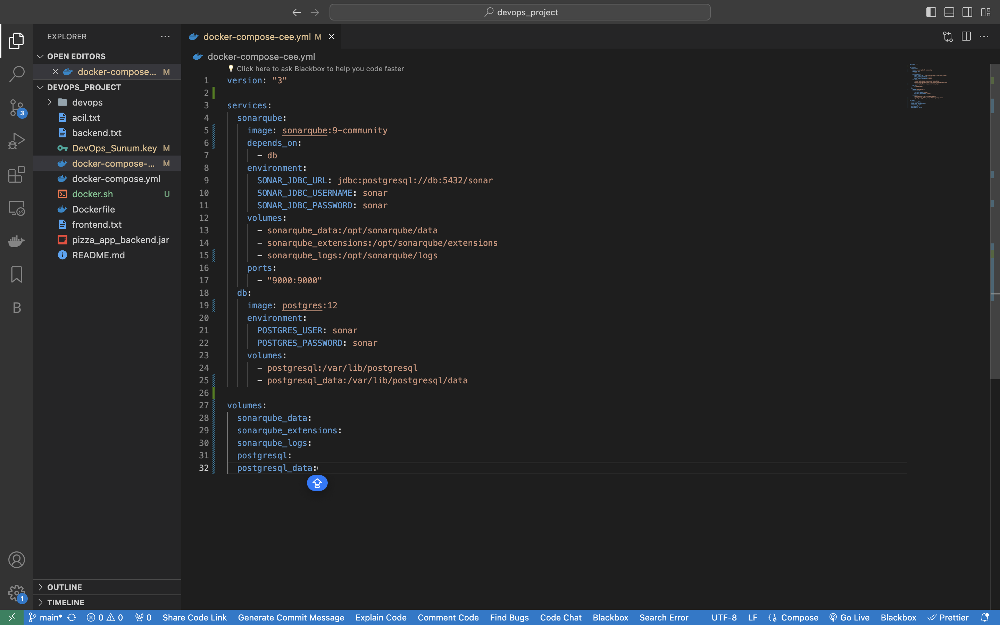 devops_project
EXPLORER
OPEN EDITORS
docker-compose... M
DEVOPS_PROJECT
devops
acil.txt
backend.txt
DevOps_Sunum.key M
docker-compose-... M
docker-compose.yml
docker.sh U
Dockerfile
frontend.txt
pizza_app_backend.jar
README.md
OUTLINE
TIMELINE
3
B
1
docker-compose-cee.yml M
docker-compose-cee.yml
Click here to ask Blackbox to help you code faster
1 version: "3"
2
3 services:
4 sonarqube:
5 image: sonarqube:9-community
6 depends_on:
7 - db
8 environment:
9 SONAR_JDBC_URL: jdbc:postgresql://db:5432/sonar
10 SONAR_JDBC_USERNAME: sonar
11 SONAR_JDBC_PASSWORD: sonar
12 volumes:
13 - sonarqube_data:/opt/sonarqube/data
14 - sonarqube_extensions:/opt/sonarqube/extensions
15 - sonarqube_logs:/opt/sonarqube/logs
16 ports:
17 - "9000:9000"
18 db:
19 image: postgres:12
20 environment:
21 POSTGRES_USER: sonar
22 POSTGRES_PASSWORD: sonar
23 volumes:
24 - postgresql:/var/lib/postgresql
25 - postgresql_data:/var/lib/postgresql/data
26
27 volumes:
28 sonarqube_data:
29 sonarqube_extensions:
30 sonarqube_logs:
31 postgresql:
32 postgresql_data:
main* 0 0 0 Share Code Link Generate Commit Message Explain Code Comment Code Find Bugs Code Chat Blackbox Search Error UTF-8 LF Compose Go Live Blackbox Prettier